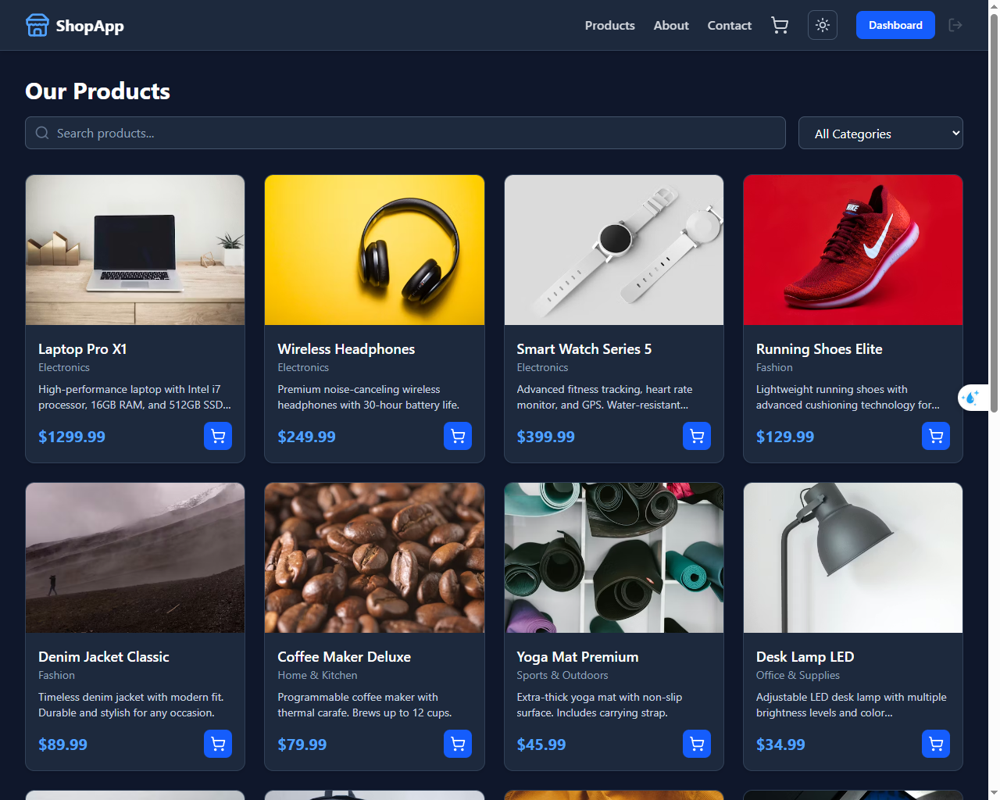 ShopApp
Products
About
Contact
Dashboard
Our Products
Search products...
All Categories
NIKE
Laptop Pro X1
Electronics
High-performance laptop with Intel i7
processor, 16GB RAM, and 512GB SSD...
$1299.99
Wireless Headphones
Electronics
Premium noise-canceling wireless
headphones with 30-hour battery life.
$249.99
Smart Watch Series 5
Electronics
Advanced fitness tracking, heart rate
monitor, and GPS. Water-resistant...
$399.99
Running Shoes Elite
Fashion
Lightweight running shoes with
advanced cushioning technology for...
$129.99
Denim Jacket Classic
Fashion
Timeless denim jacket with modern fit.
Durable and stylish for any occasion.
$89.99
Coffee Maker Deluxe
Home & Kitchen
Programmable coffee maker with
thermal carafe. Brews up to 12 cups.
$79.99
Yoga Mat Premium
Sports & Outdoors
Extra-thick yoga mat with non-slip
surface. Includes carrying strap.
$45.99
Desk Lamp LED
Office & Supplies
Adjustable LED desk lamp with multiple
brightness levels and color...
$34.99